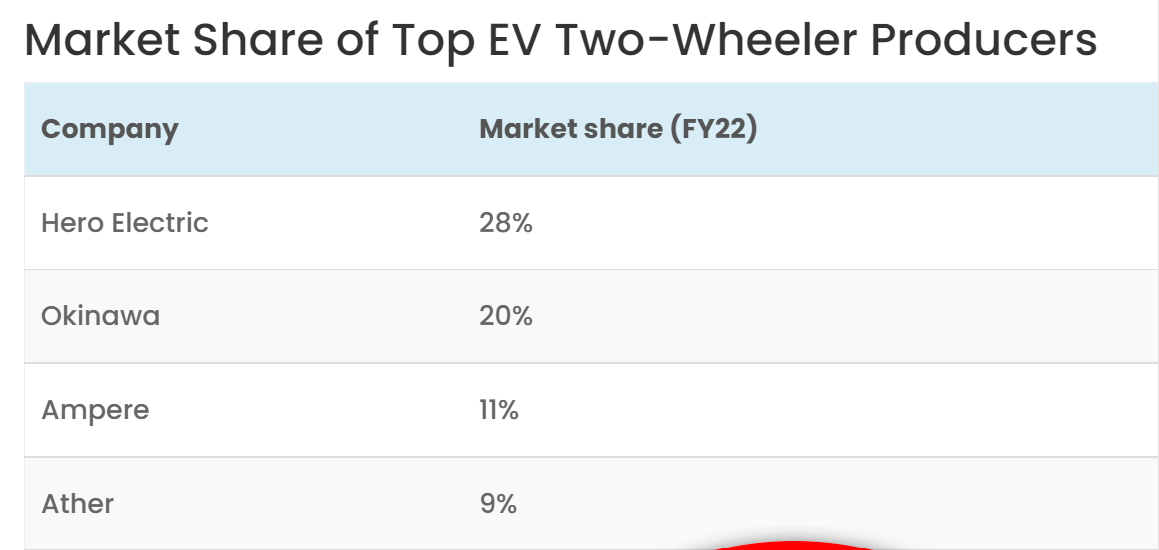 Market Share of Top EV Two-Wheeler Producers
Company Market share (FY22)
Hero Electric 28%
Okinawa 20%
Ampere 11%
Ather 9%